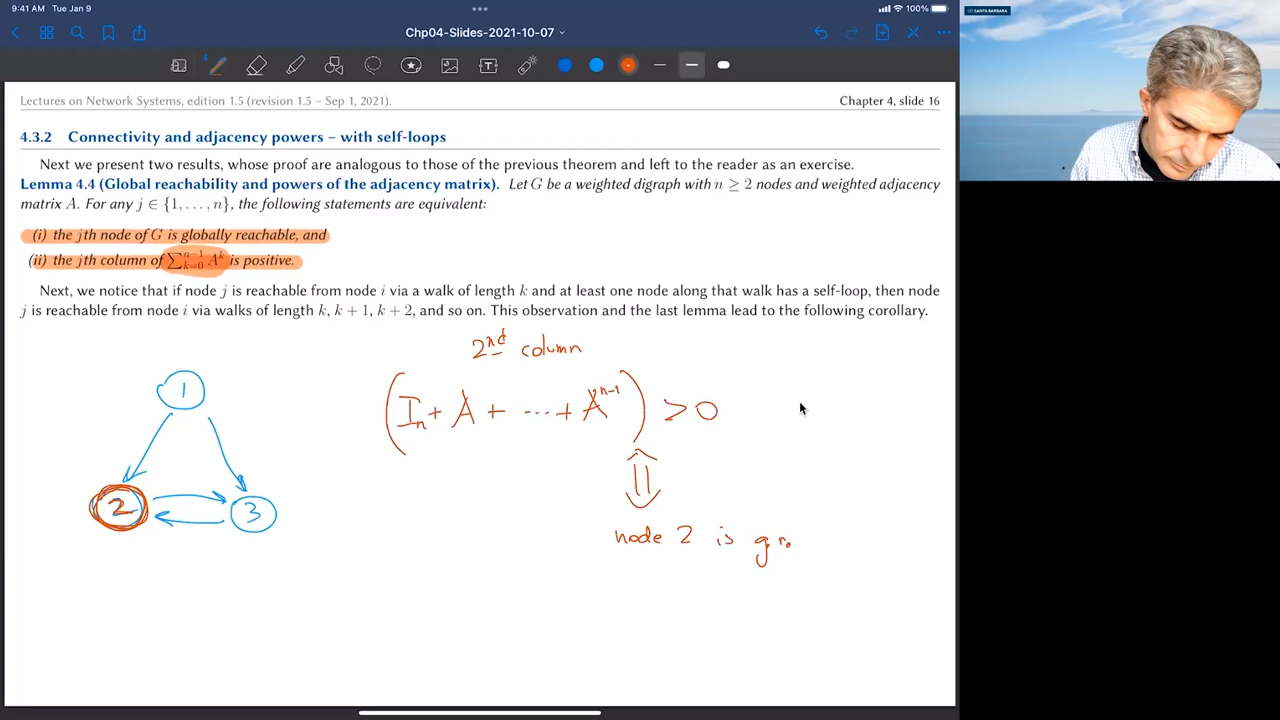 9:41 AM Tue Jan 9
100%
Chp04-Slides-2021-10-07
SANTA BARBARA
Lectures on Network Systems, edition 1.5 (revision 1.5 – Sep 1, 2021).
Chapter 4, slide 16
4.3.2 Connectivity and adjacency powers – with self-loops
Next we present two results, whose proof are analogous to those of the previous theorem and left to the reader as an exercise.
Lemma 4.4 (Global reachability and powers of the adjacency matrix). Let G be a weighted digraph with n ≥ 2 nodes and weighted adjacency
matrix A. For any j ∈ {1, . . . , n}, the following statements are equivalent:
(i) the jth node of G is globally reachable, and
(ii) the jth column of ∑_{k=0}^{n−1} A^k is positive.
Next, we notice that if node j is reachable from node i via a walk of length k and at least one node along that walk has a self-loop, then node
j is reachable from node i via walks of length k, k + 1, k + 2, and so on. This observation and the last lemma lead to the following corollary.
2nd column
(I_n + A + ... + A^{n-1}) > 0
⇕
node 2 is g r.
1
2
3